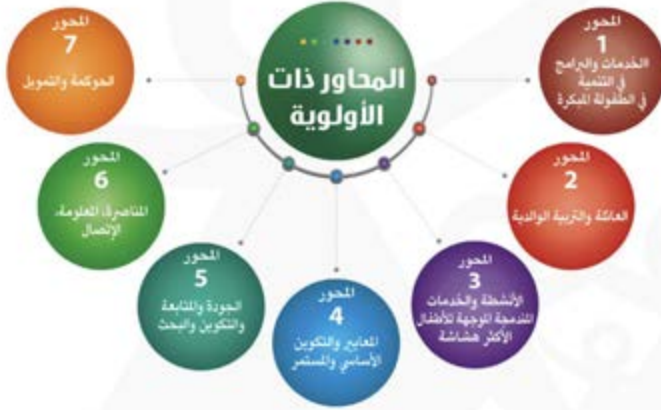 المحاور ذات
الأولوية
المحور
1
الخدمات والبرامج
في التنمية
في الطفولة المبكرة
المحور
2
العائلة والتربية الوالدية
المحور
3
الأنشطة والخدمات
المندمجة الموجهة للأطفال
الأكثر هشاشة
المحور
4
المعايير والتكوين
الأساسي والمستمر
المحور
5
الجودة والمتابعة
والتكوين والبحث
المحور
6
المناصرة، المعلومة،
الإتصال
المحور
7
الحوكمة والتمويل